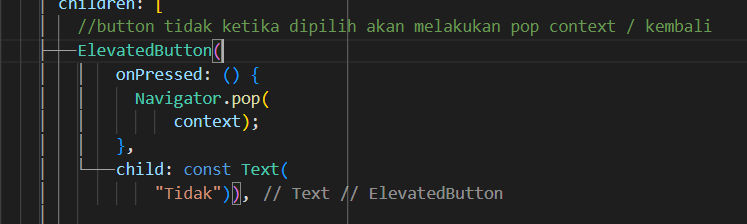 children: [
//button tidak ketika dipilih akan melakukan pop context / kembali
ElevatedButton(
onPressed: () {
Navigator.pop(
context);
},
child: const Text(
"Tidak")), // Text // ElevatedButton